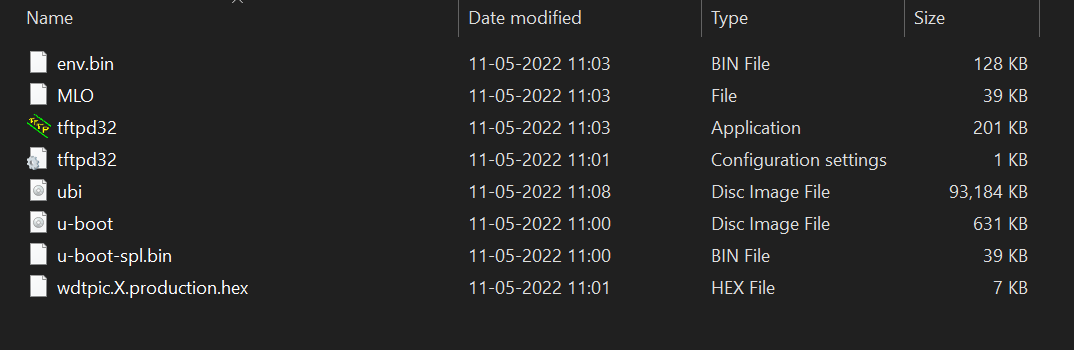 Name Date modified Type Size
env.bin 11-05-2022 11:03 BIN File 128 KB
MLO 11-05-2022 11:03 File 39 KB
tftpd32 11-05-2022 11:03 Application 201 KB
tftpd32 11-05-2022 11:01 Configuration settings 1 KB
ubi 11-05-2022 11:08 Disc Image File 93,184 KB
u-boot 11-05-2022 11:00 Disc Image File 631 KB
u-boot-spl.bin 11-05-2022 11:00 BIN File 39 KB
wdtpic.X.production.hex 11-05-2022 11:01 HEX File 7 KB